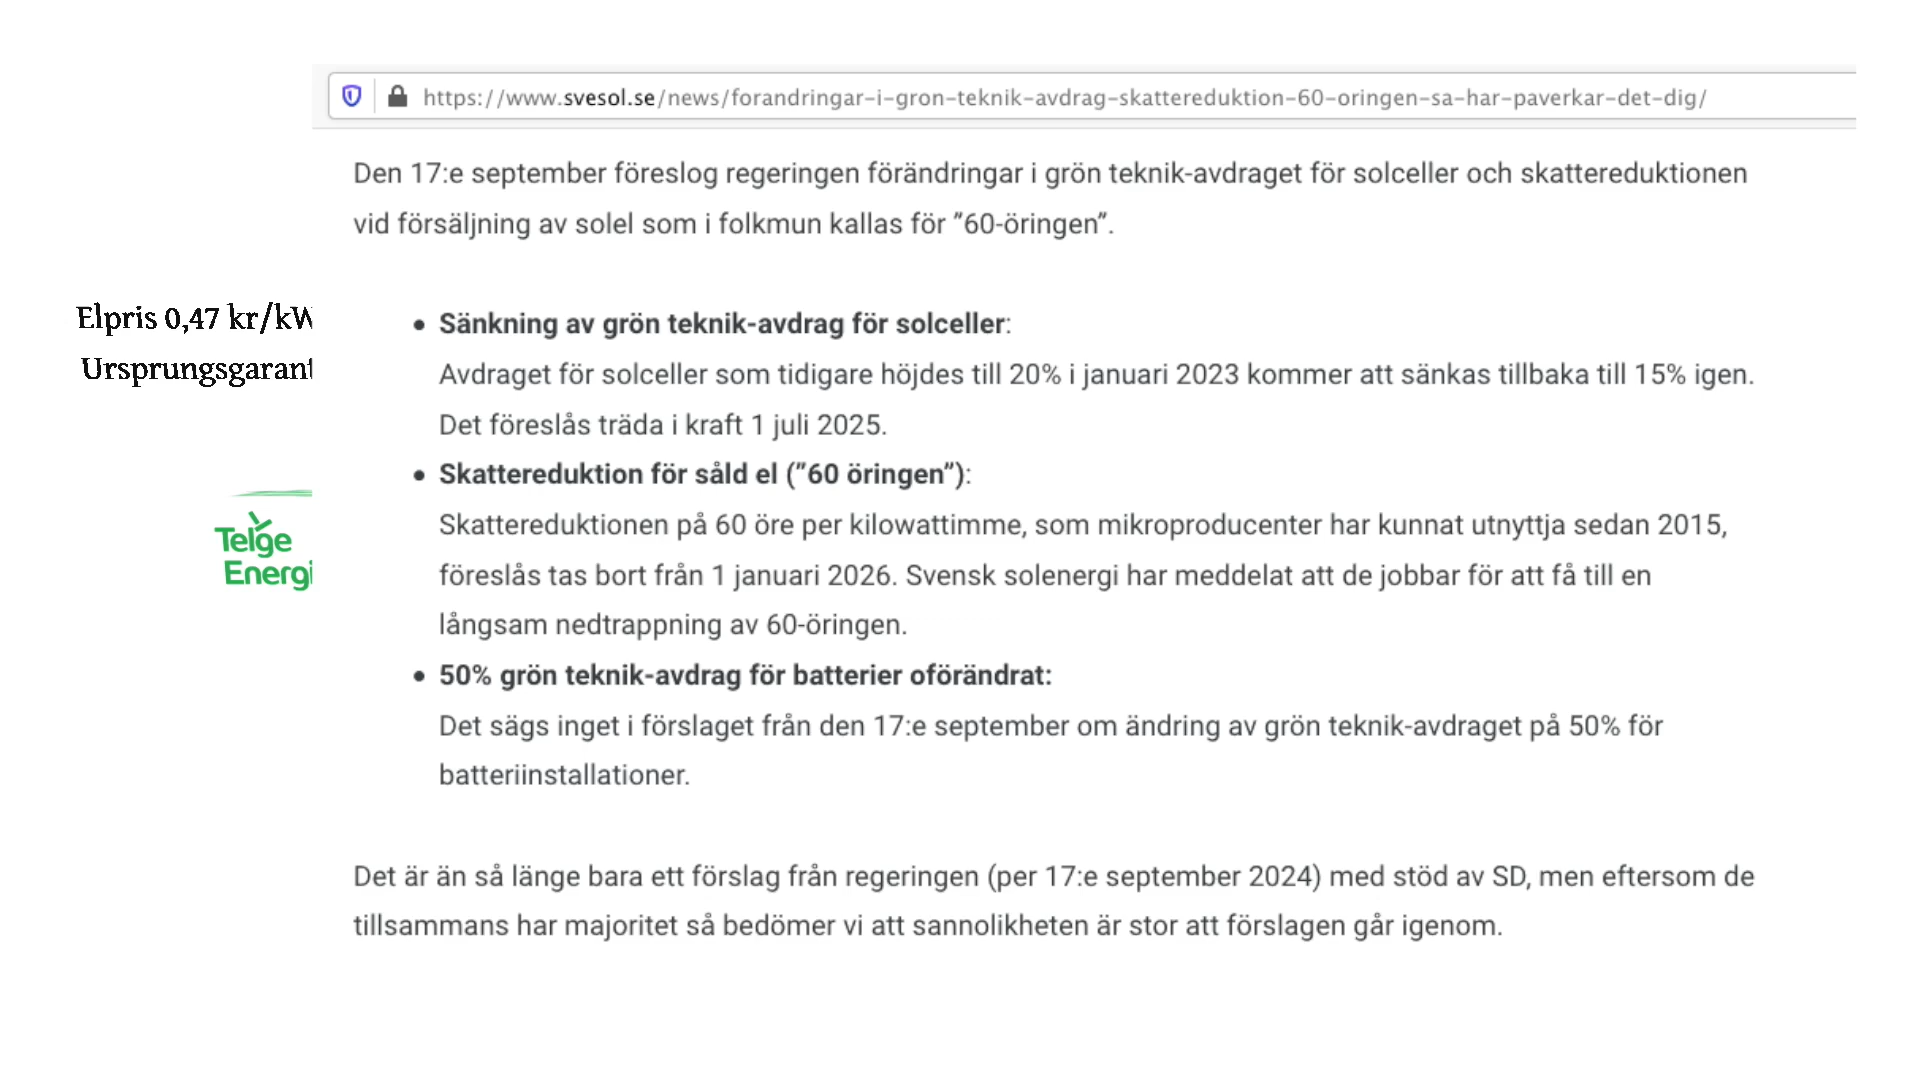 https://www.svesol.se/news/forandringar-i-gron-teknik-avdrag-skattereduktion-60-oringen-sa-har-paverkar-det-dig/
Den 17:e september föreslog regeringen förändringar i grön teknik-avdraget för solceller och skattereduktionen
vid försäljning av solel som i folkmun kallas för ”60-öringen”.
Elpris 0,47 kr/kW
Ursprungsgarant
• Sänkning av grön teknik-avdrag för solceller:
Avdraget för solceller som tidigare höjdes till 20% i januari 2023 kommer att sänkas tillbaka till 15% igen.
Det föreslås träda i kraft 1 juli 2025.
• Skattereduktion för såld el (”60 öringen”):
Skattereduktionen på 60 öre per kilowattimme, som mikroproducenter har kunnat utnyttja sedan 2015,
föreslås tas bort från 1 januari 2026. Svensk solenergi har meddelat att de jobbar för att få till en
långsam nedtrappning av 60-öringen.
Telge
Energi
• 50% grön teknik-avdrag för batterier oförändrat:
Det sägs inget i förslaget från den 17:e september om ändring av grön teknik-avdraget på 50% för
batteriinstallationer.
Det är än så länge bara ett förslag från regeringen (per 17:e september 2024) med stöd av SD, men eftersom de
tillsammans har majoritet så bedömer vi att sannolikheten är stor att förslagen går igenom.